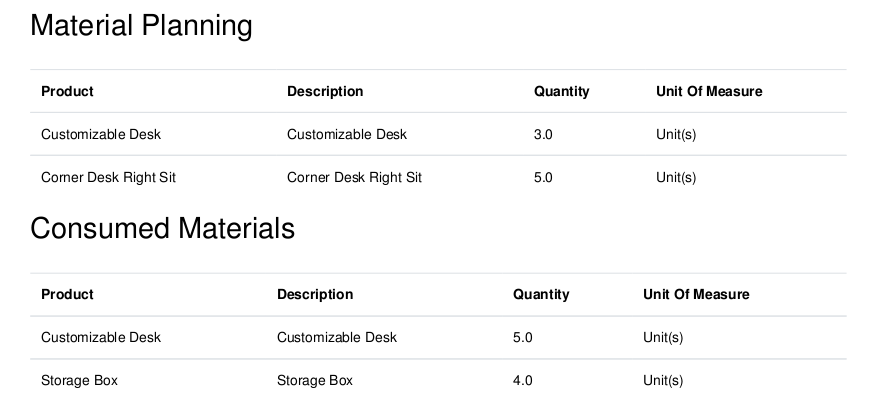 Material Planning
Product Description Quantity Unit Of Measure
Customizable Desk Customizable Desk 3.0 Unit(s)
Corner Desk Right Sit Corner Desk Right Sit 5.0 Unit(s)
Consumed Materials
Product Description Quantity Unit Of Measure
Customizable Desk Customizable Desk 5.0 Unit(s)
Storage Box Storage Box 4.0 Unit(s)